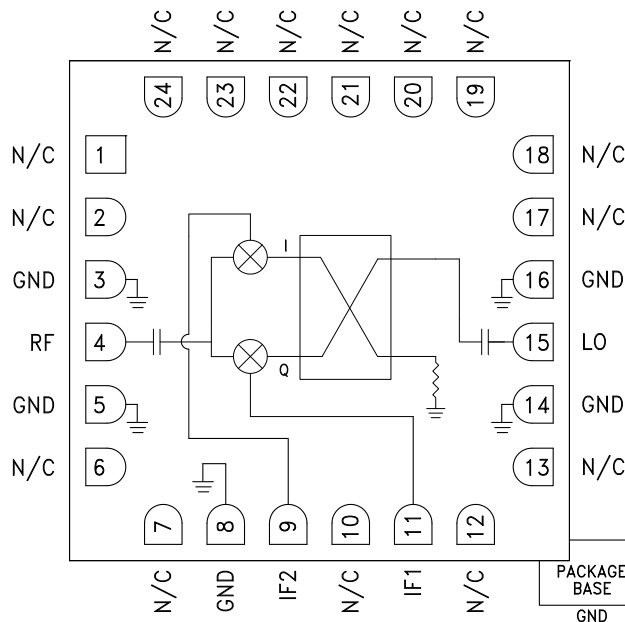 N/C
N/C
N/C
N/C
N/C
N/C
24
23
22
21
20
19
N/C
1
18
N/C
N/C
2
17
N/C
I
GND
3
16
GND
RF
4
15
LO
Q
GND
5
14
GND
N/C
6
13
N/C
7
8
9
10
11
12
N/C
GND
IF2
N/C
IF1
N/C
PACKAGE
BASE
GND